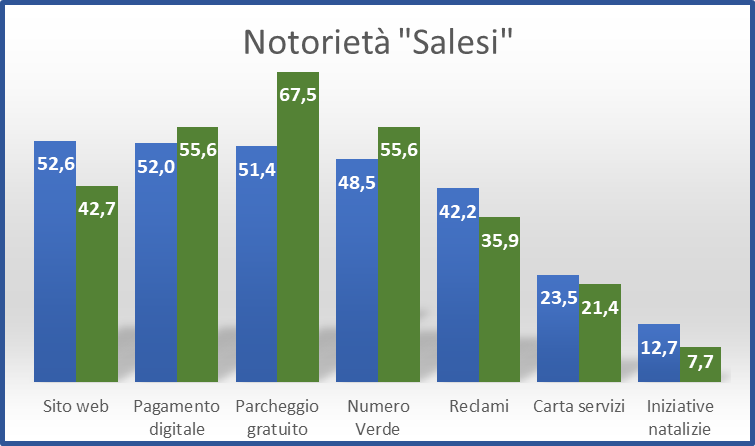 Notorietà "Salesi"
52,6
42,7
52,0
55,6
51,4
67,5
48,5
55,6
42,2
35,9
23,5
21,4
12,7
7,7
Sito web
Pagamento
digitale
Parcheggio
gratuito
Numero
Verde
Reclami
Carta servizi
Iniziative
natalizie